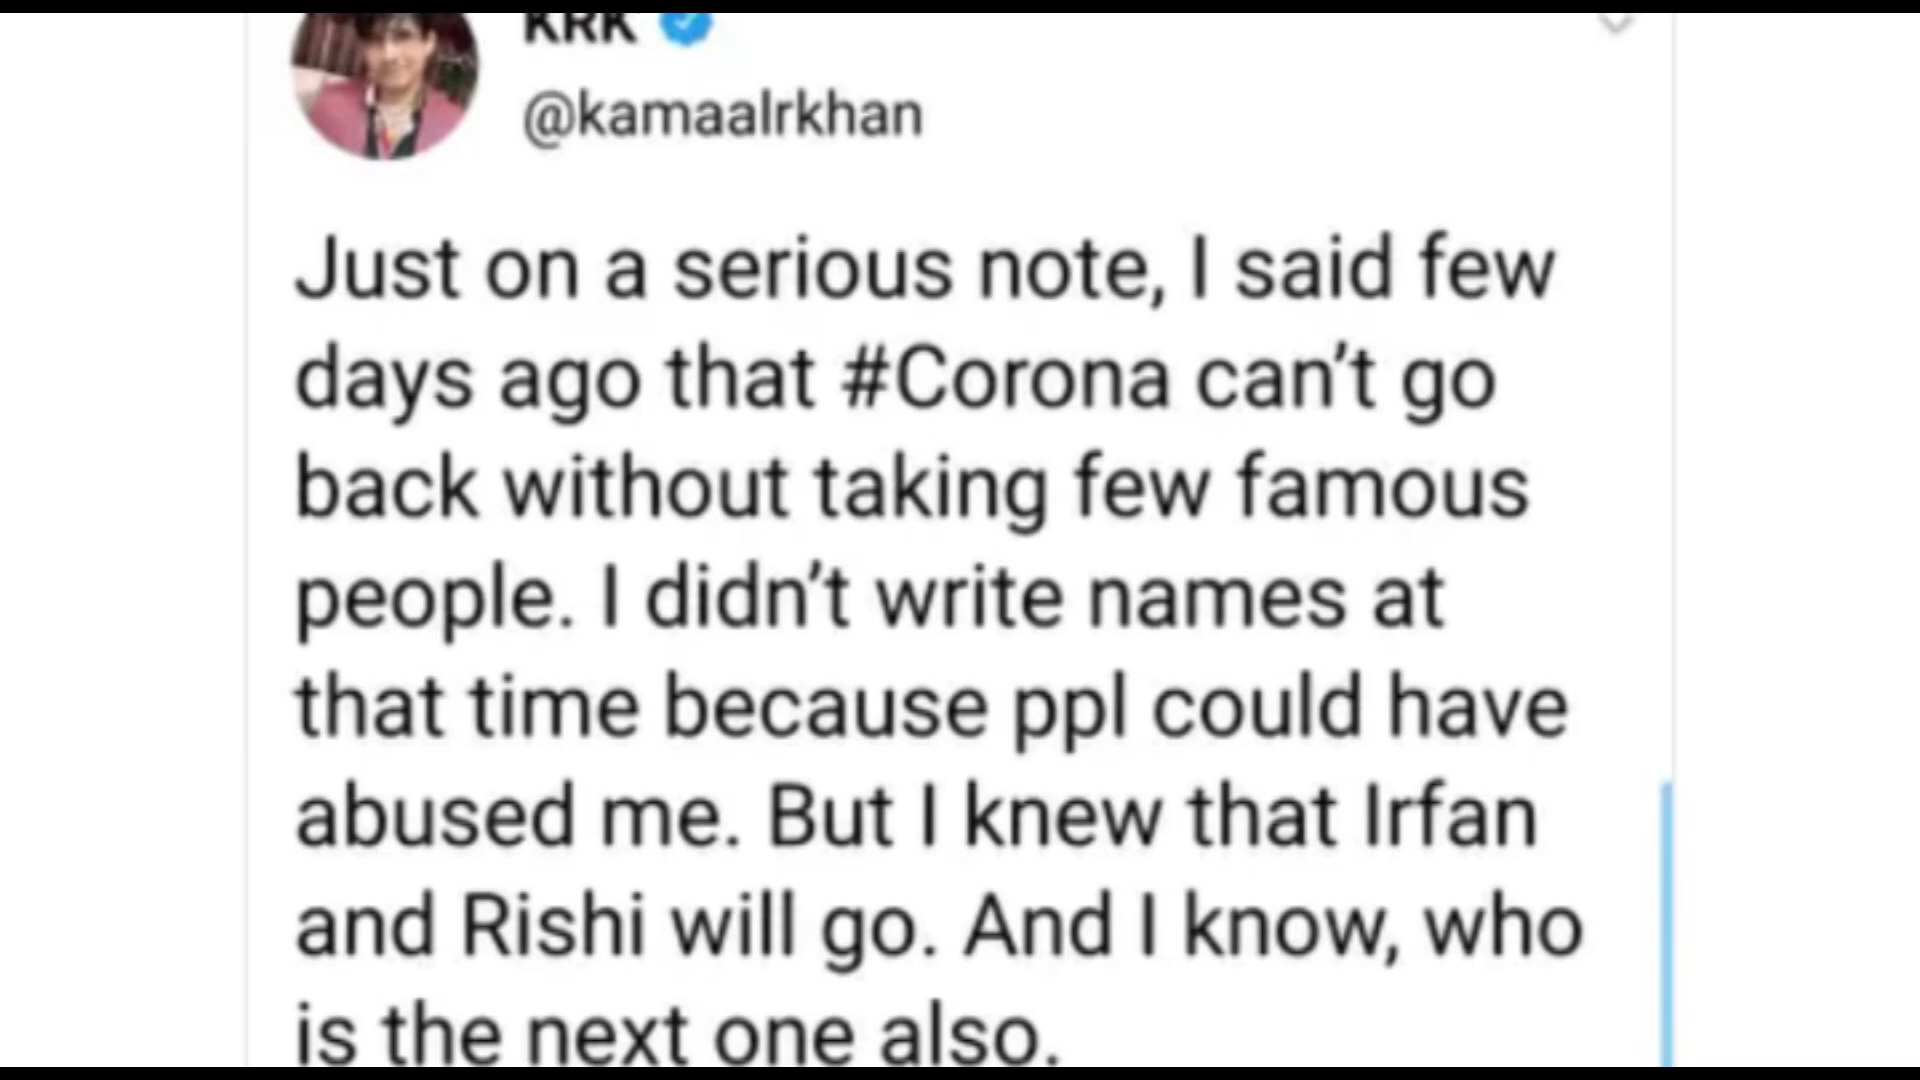 KRK
@kamaalrkhan
Just on a serious note, I said few
days ago that #Corona can't go
back without taking few famous
people. I didn't write names at
that time because ppl could have
abused me. But I knew that Irfan
and Rishi will go. And I know, who
is the next one also.